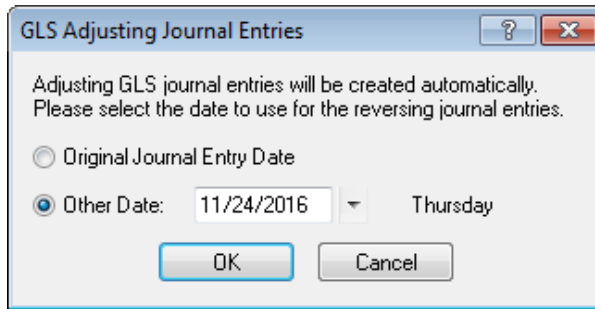 GLS Adjusting Journal Entries
Adjusting GLS journal entries will be created automatically.
Please select the date to use for the reversing journal entries.
Original Journal Entry Date
Other Date: 11/24/2016 Thursday
OK Cancel